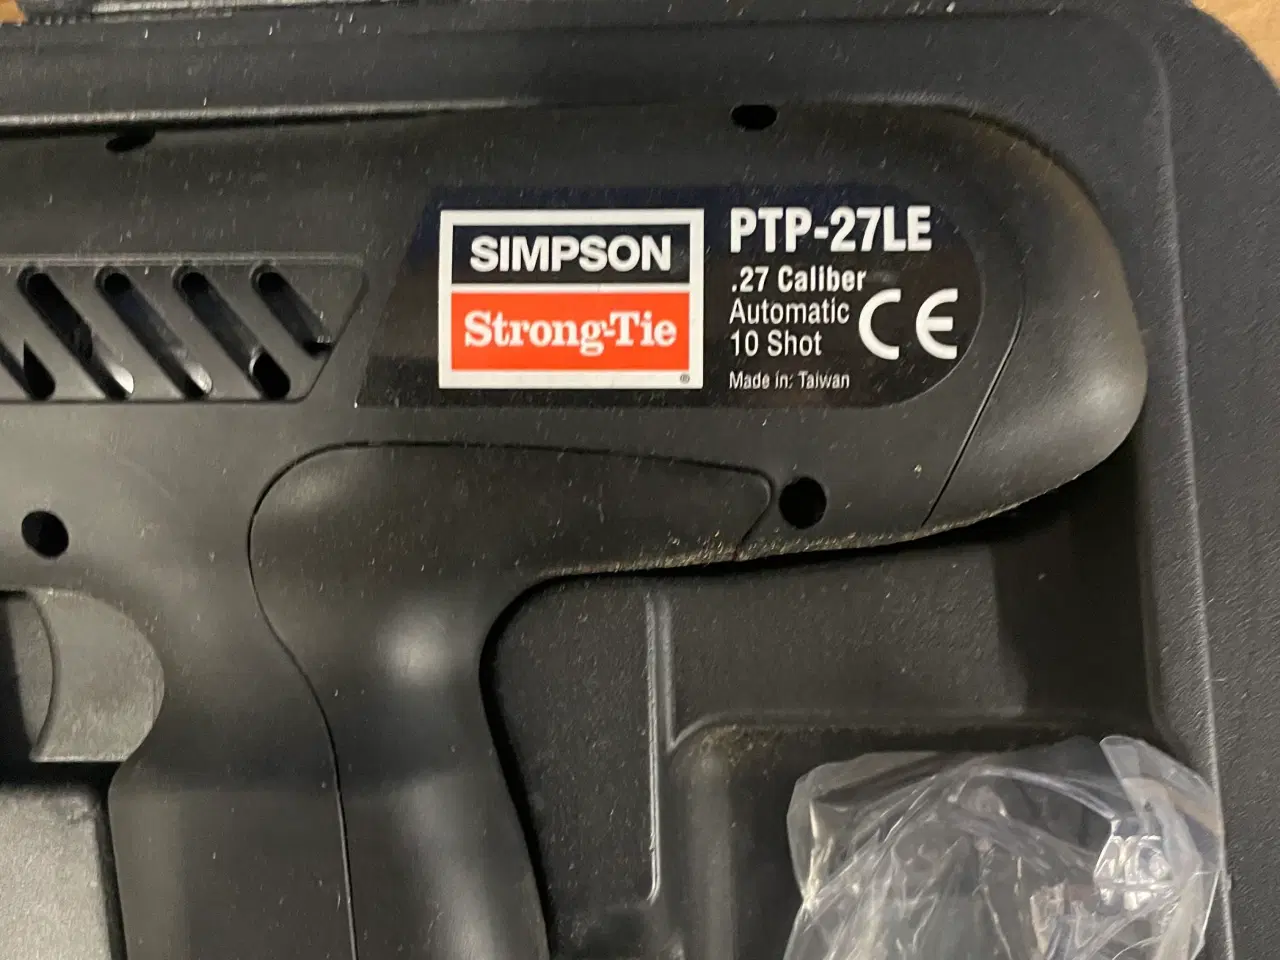 SIMPSON
Strong-Tie
®
PTP-27LE
.27 Caliber
Automatic
10 Shot
CE
Made in: Taiwan